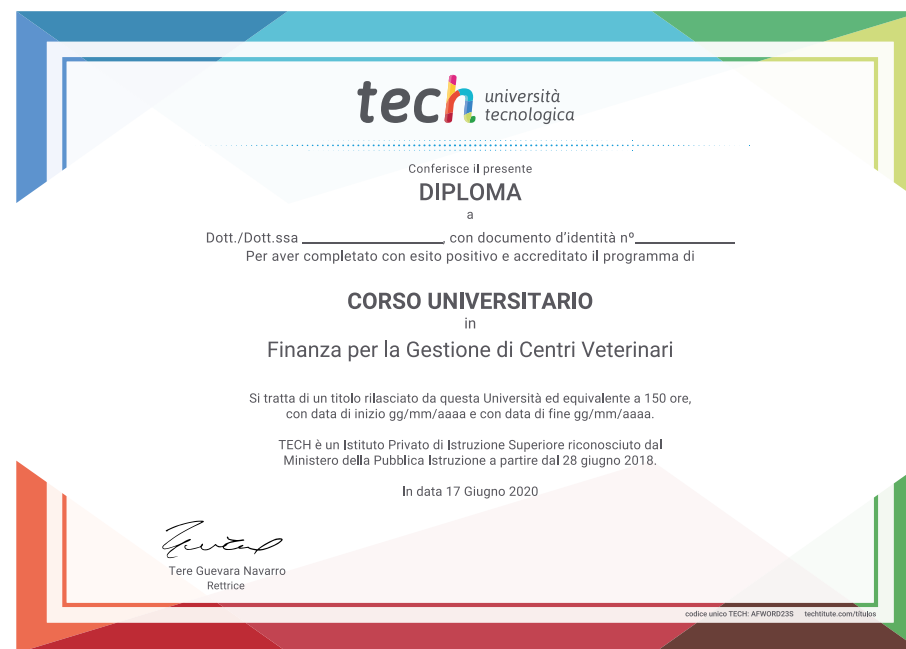 tech università
tecnologica
Conferisce il presente
DIPLOMA
a
Dott./Dott.ssa ________________, con documento d'identità nº____________
Per aver completato con esito positivo e accreditato il programma di
CORSO UNIVERSITARIO
in
Finanza per la Gestione di Centri Veterinari
Si tratta di un titolo rilasciato da questa Università ed equivalente a 150 ore,
con data di inizio gg/mm/aaaa e con data di fine gg/mm/aaaa.
TECH è un Istituto Privato di Istruzione Superiore riconosciuto dal
Ministero della Pubblica Istruzione a partire dal 28 giugno 2018.
In data 17 Giugno 2020
Tere Guevara Navarro
Rettrice
codice unico TECH: AFWORD23S techtitute.com/títulos